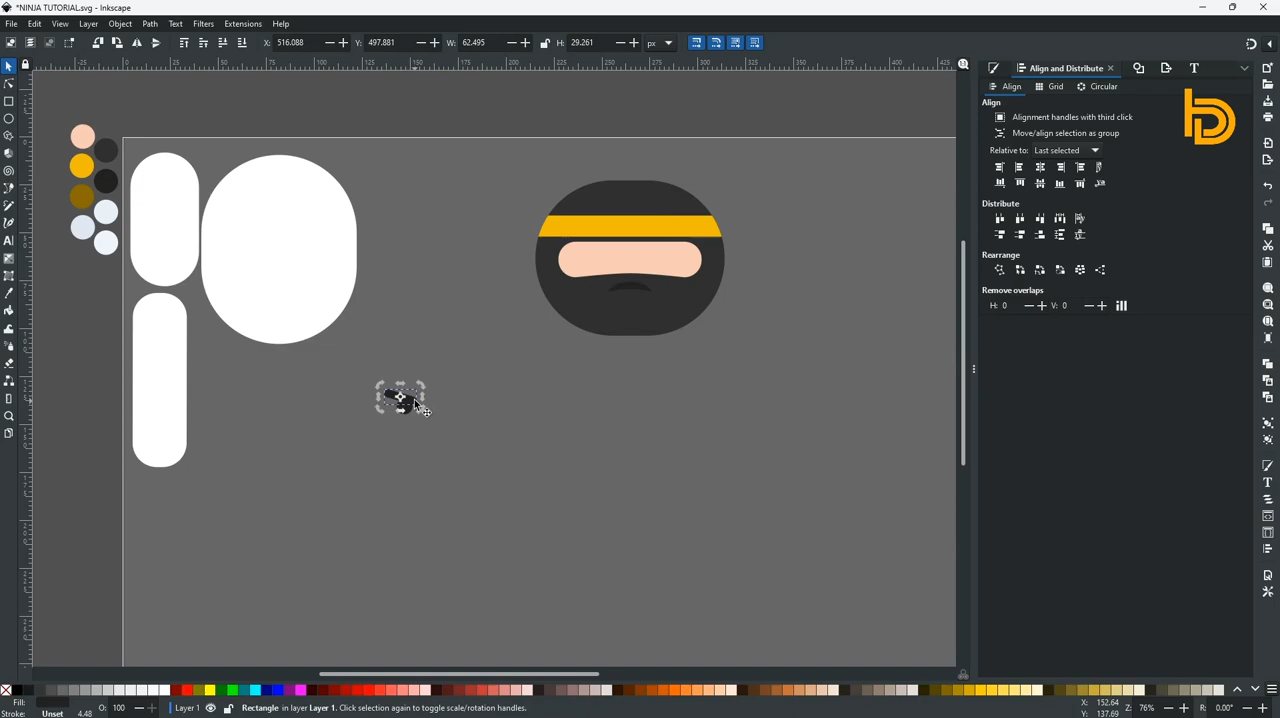 *NINJA TUTORIAL.svg - Inkscape
File Edit View Layer Object Path Text Filters Extensions Help
X: 516.088 Y: 497.881 W: 62.495 H: 29.261 px
Align and Distribute
Align Grid Circular
Align
Alignment handles with third click
Move/align selection as group
Relative to: Last selected
Distribute
Rearrange
Remove overlaps
H: 0 V: 0
Fill:
Stroke: Unset 4.48
O: 100
Layer 1
Rectangle in layer Layer 1. Click selection again to toggle scale/rotation handles.
X: 152.64
Y: 137.69
Z: 76%
R: 0.00°